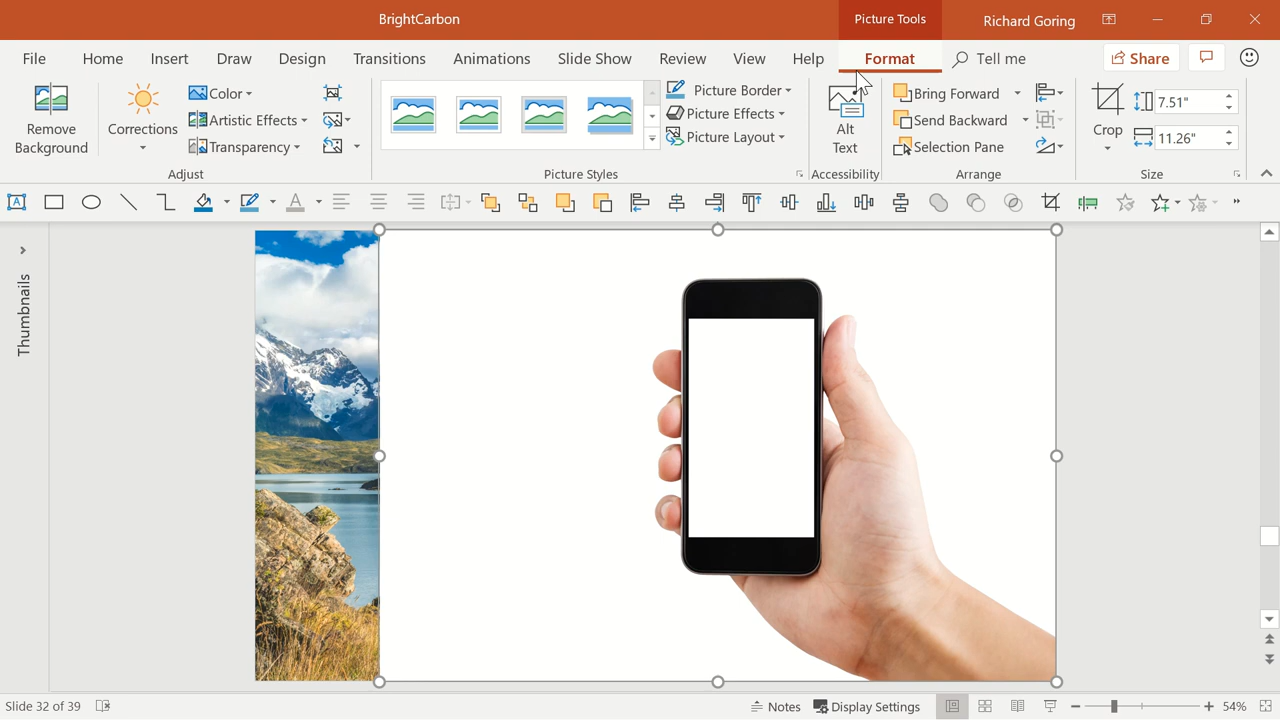 BrightCarbon
Picture Tools
Richard Goring
File
Home
Insert
Draw
Design
Transitions
Animations
Slide Show
Review
View
Help
Format
Tell me
Share
Remove
Background
Corrections
Color
Artistic Effects
Transparency
Adjust
Picture Border
Picture Effects
Picture Layout
Picture Styles
Alt
Text
Accessibility
Bring Forward
Send Backward
Selection Pane
Arrange
Crop
7.51"
11.26"
Size
A
A
Thumbnails
Slide 32 of 39
Notes
Display Settings
54%